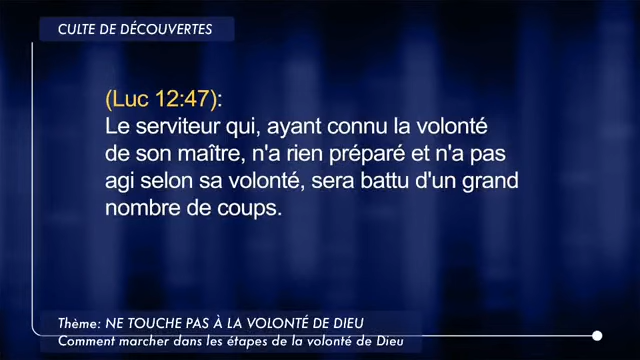 CULTE DE DÉCOUVERTES
(Luc 12:47):
Le serviteur qui, ayant connu la volonté
de son maître, n'a rien préparé et n'a pas
agi selon sa volonté, sera battu d'un grand
nombre de coups.
Thème: NE TOUCHE PAS À LA VOLONTÉ DE DIEU
Comment marcher dans les étapes de la volonté de Dieu